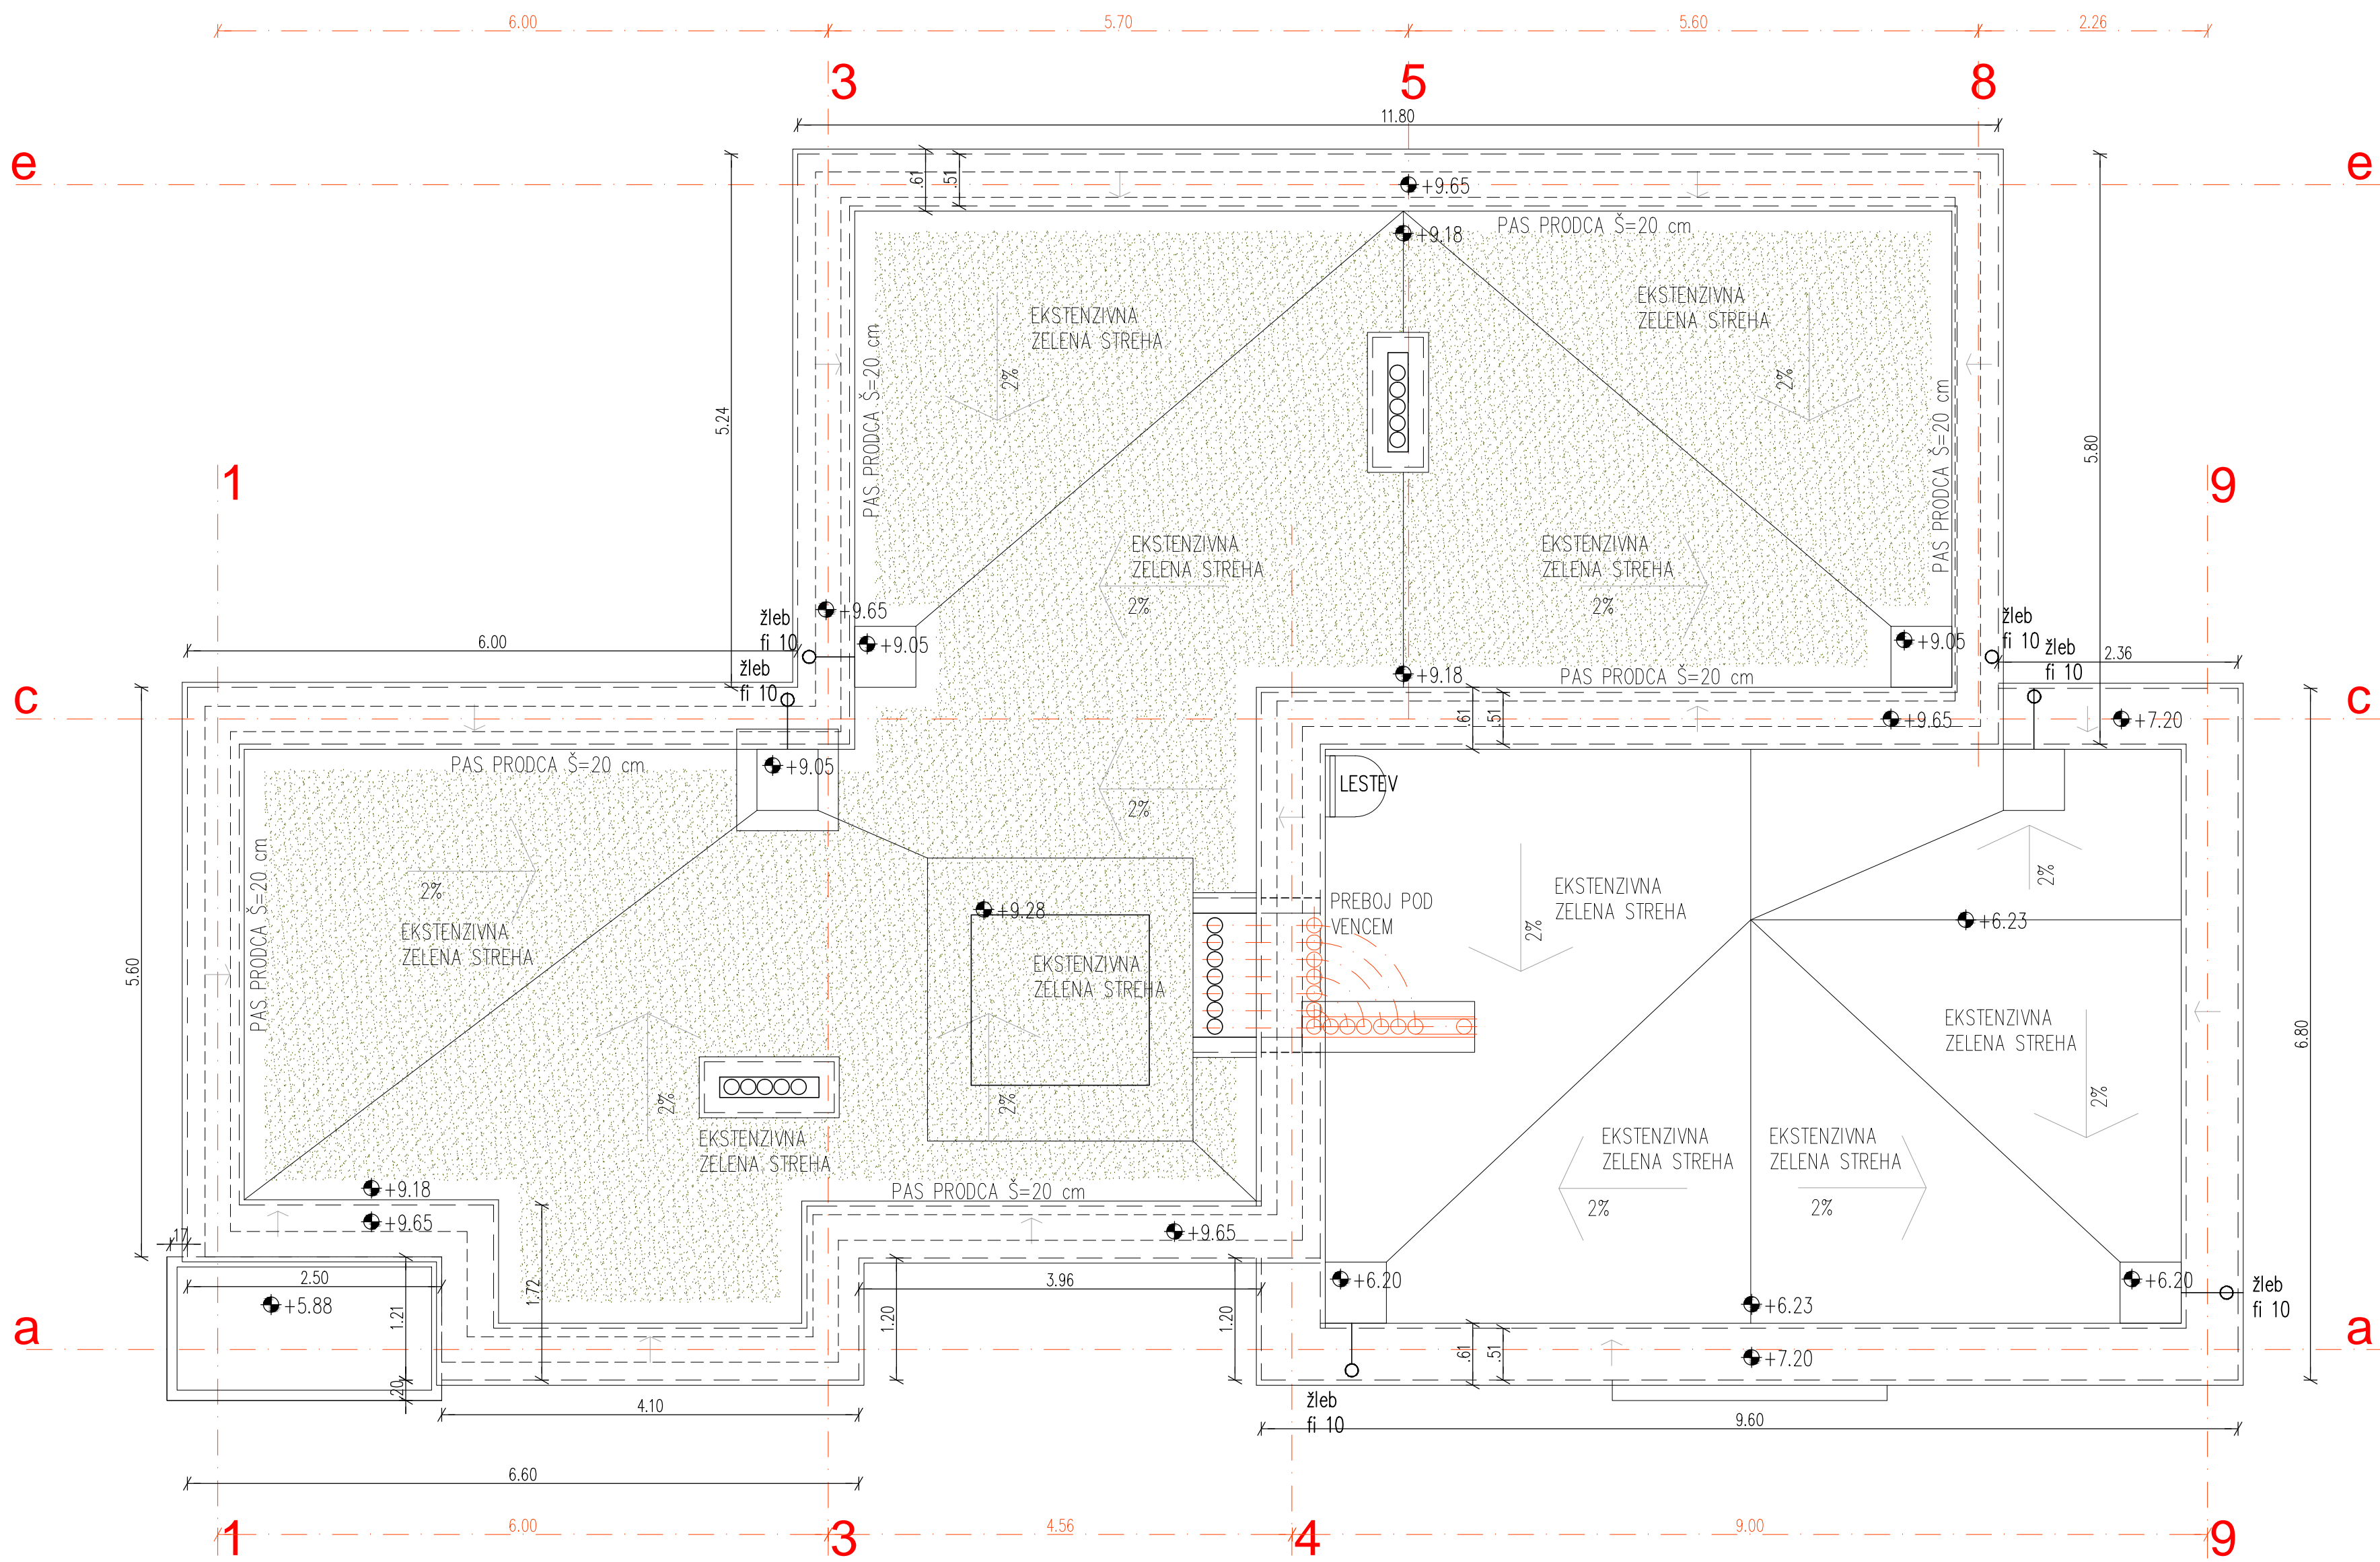 6.00
5.70
5.60
2.26
3
5
8
11.80
e
e
.61
.51
+9.65
+9.18
PAS PRODCA Š=20 cm
EKSTENZIVNA
ZELENA STREHA
2%
EKSTENZIVNA
ZELENA STREHA
2%
PAS PRODCA Š=20 cm
PAS PRODCA Š=20 cm
5.24
5.80
1
9
EKSTENZIVNA
ZELENA STREHA
2%
EKSTENZIVNA
ZELENA STREHA
2%
žleb
fi 10
+9.65
+9.05
+9.05
žleb
fi 10
6.00
žleb
fi 10
žleb
fi 10
2.36
c
c
+9.18
PAS PRODCA Š=20 cm
.61
.51
+9.65
+7.20
PAS PRODCA Š=20 cm
+9.05
LESTEV
2%
PAS PRODCA Š=20 cm
2%
EKSTENZIVNA
ZELENA STREHA
+9.28
EKSTENZIVNA
ZELENA STREHA
PREBOJ POD
VENCEM
EKSTENZIVNA
ZELENA STREHA
2%
2%
+6.23
5.60
6.80
EKSTENZIVNA
ZELENA STREHA
2%
2%
2%
EKSTENZIVNA
ZELENA STREHA
EKSTENZIVNA
ZELENA STREHA
2%
EKSTENZIVNA
ZELENA STREHA
2%
+9.18
+9.65
PAS PRODCA Š=20 cm
+9.65
.17
2.50
+5.88
1.21
.20
1.72
1.20
3.96
1.20
+6.20
+6.23
+6.20
žleb
fi 10
a
a
.61
.51
+7.20
žleb
fi 10
4.10
9.60
6.60
6.00
4.56
9.00
1
3
4
9